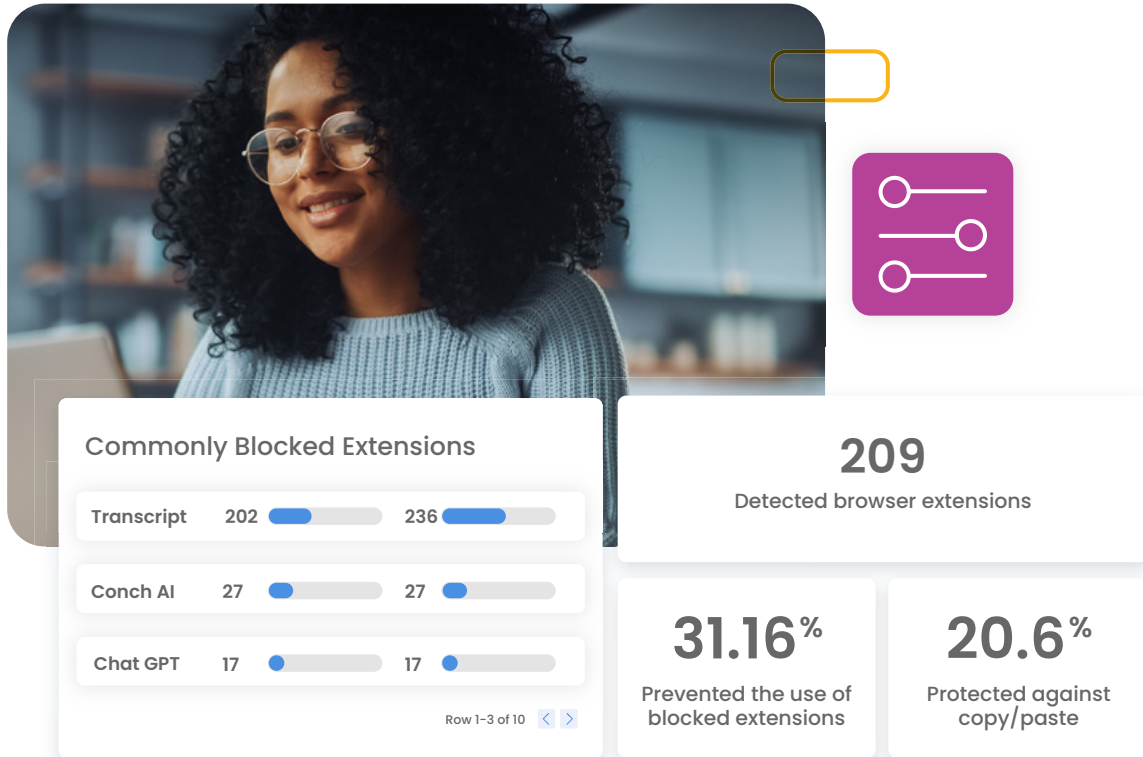 Commonly Blocked Extensions
Transcript 202 236
Conch AI 27 27
Chat GPT 17 17
Row 1-3 of 10
209
Detected browser extensions
31.16%
Prevented the use of
blocked extensions
20.6%
Protected against
copy/paste